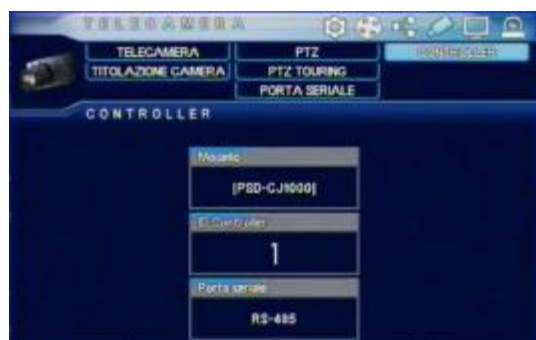 TELECAMERA
TELECAMERA PTZ CONTROLLER
TITOLAZIONE CAMERA PTZ TOURING
PORTA SERIALE
CONTROLLER
Modello
[PSD-CJ1000]
ID Controller
1
Porta seriale
RS-485